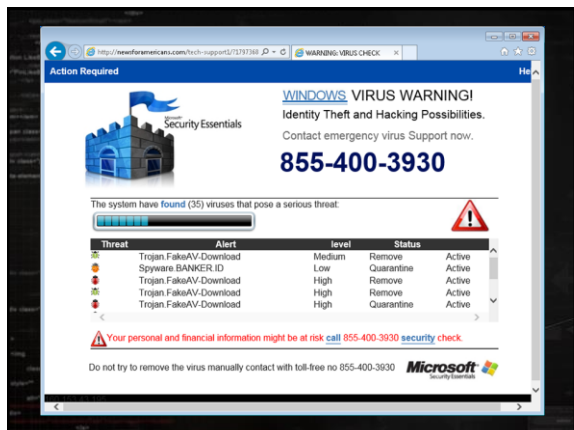 http://newsforamericans.com/tech-support1/71797368
WARNING: VIRUS CHECK
Action Required
He
Microsoft
Security Essentials
WINDOWS VIRUS WARNING!
Identity Theft and Hacking Possibilities.
Contact emergency virus Support now.
855-400-3930
The system have found (35) viruses that pose a serious threat:
Threat Alert level Status
Trojan.FakeAV-Download Medium Remove Active
Spyware.BANKER.ID Low Quarantine Active
Trojan.FakeAV-Download High Remove Active
Trojan.FakeAV-Download High Remove Active
Trojan.FakeAV-Download High Quarantine Active
Your personal and financial information might be at risk call 855-400-3930 security check.
Do not try to remove the virus manually contact with toll-free no 855-400-3930
Microsoft
Security Essentials